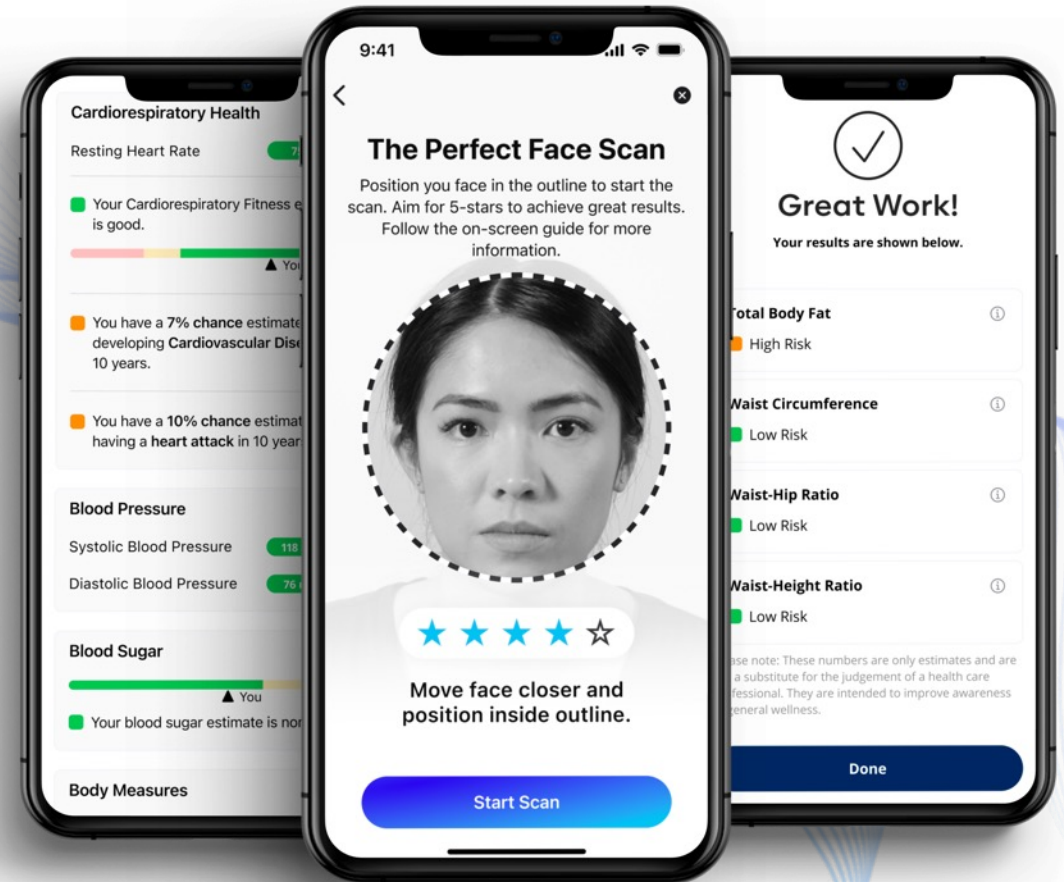 Cardiorespiratory Health
Resting Heart Rate
Your Cardiorespiratory Fitness
is good.
You
You have a 7% chance
developing Cardiovascular
10 years.
You have a 10% chance
having a heart attack in 10
Blood Pressure
Systolic Blood Pressure 118
Diastolic Blood Pressure 76
Blood Sugar
You
Your blood sugar estimate is
Body Measures
9:41
The Perfect Face Scan
Position you face in the outline to start the
scan. Aim for 5-stars to achieve great results.
Follow the on-screen guide for more
information.
Move face closer and
position inside outline.
Start Scan
Great Work!
Your results are shown below.
Total Body Fat
High Risk
Waist Circumference
Low Risk
Waist-Hip Ratio
Low Risk
Waist-Height Ratio
Low Risk
note: These numbers are only estimates and are
a substitute for the judgement of a health care
They are intended to improve awareness
general wellness.
Done